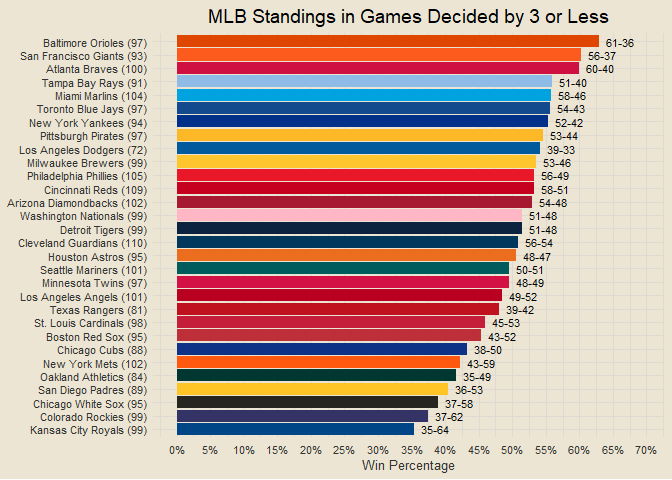 MLB Standings in Games Decided by 3 or Less
Baltimore Orioles (97) 61-36
San Francisco Giants (93) 56-37
Atlanta Braves (100) 60-40
Tampa Bay Rays (91) 51-40
Miami Marlins (104) 58-46
Toronto Blue Jays (97) 54-43
New York Yankees (94) 52-42
Pittsburgh Pirates (97) 53-44
Los Angeles Dodgers (72) 39-33
Milwaukee Brewers (99) 53-46
Philadelphia Phillies (105) 56-49
Cincinnati Reds (109) 58-51
Arizona Diamondbacks (102) 54-48
Washington Nationals (99) 51-48
Detroit Tigers (99) 51-48
Cleveland Guardians (110) 56-54
Houston Astros (95) 48-47
Seattle Mariners (101) 50-51
Minnesota Twins (97) 48-49
Los Angeles Angels (101) 49-52
Texas Rangers (81) 39-42
St. Louis Cardinals (98) 45-53
Boston Red Sox (95) 43-52
Chicago Cubs (88) 38-50
New York Mets (102) 43-59
Oakland Athletics (84) 35-49
San Diego Padres (89) 36-53
Chicago White Sox (95) 37-58
Colorado Rockies (99) 37-62
Kansas City Royals (99) 35-64
0% 5% 10% 15% 20% 25% 30% 35% 40% 45% 50% 55% 60% 65% 70%
Win Percentage